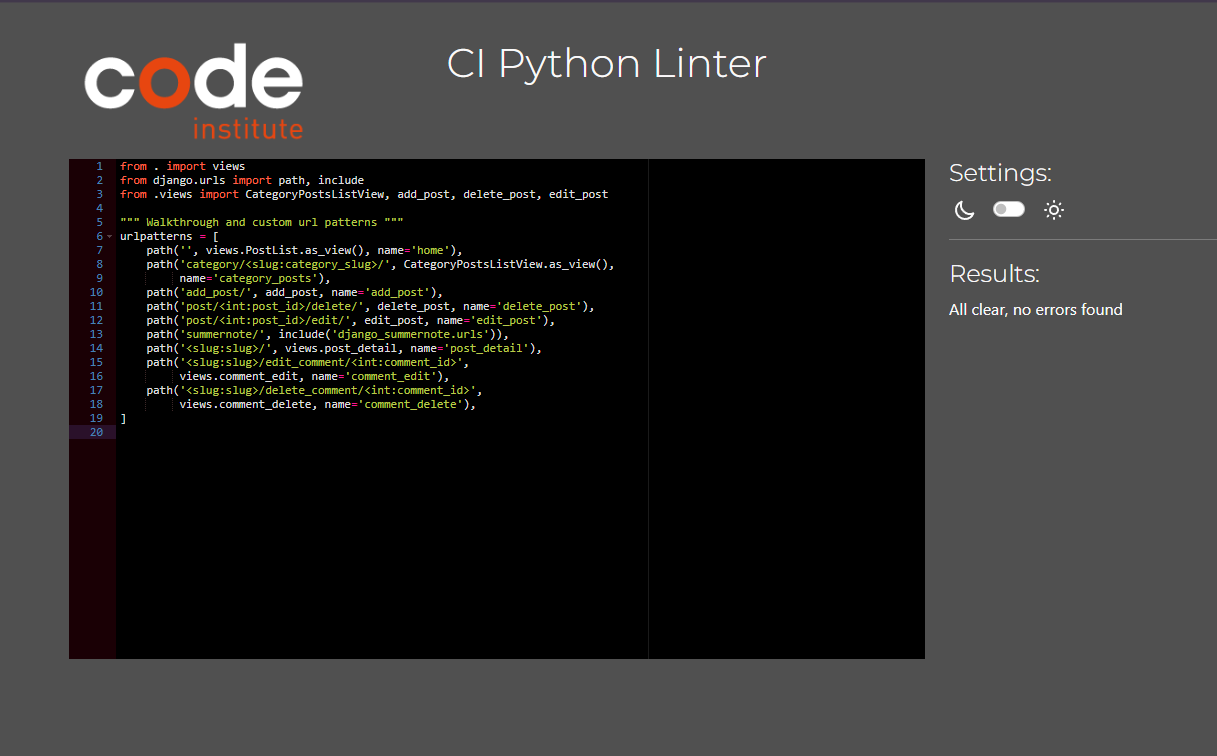 code
institute
CI Python Linter
1 from . import views
2 from django.urls import path, include
3 from .views import CategoryPostsListView, add_post, delete_post, edit_post
4
5 """ Walkthrough and custom url patterns """
6 urlpatterns = [
7     path('', views.PostList.as_view(), name='home'),
8     path('category/<slug:category_slug>/', CategoryPostsListView.as_view(),
9          name='category_posts'),
10     path('add_post/', add_post, name='add_post'),
11     path('post/<int:post_id>/delete/', delete_post, name='delete_post'),
12     path('post/<int:post_id>/edit/', edit_post, name='edit_post'),
13     path('summernote/', include('django_summernote.urls')),
14     path('<slug:slug>/', views.post_detail, name='post_detail'),
15     path('<slug:slug>/edit_comment/<int:comment_id>',
16          views.comment_edit, name='comment_edit'),
17     path('<slug:slug>/delete_comment/<int:comment_id>',
18          views.comment_delete, name='comment_delete'),
19 ]
20
Settings:
Results:
All clear, no errors found